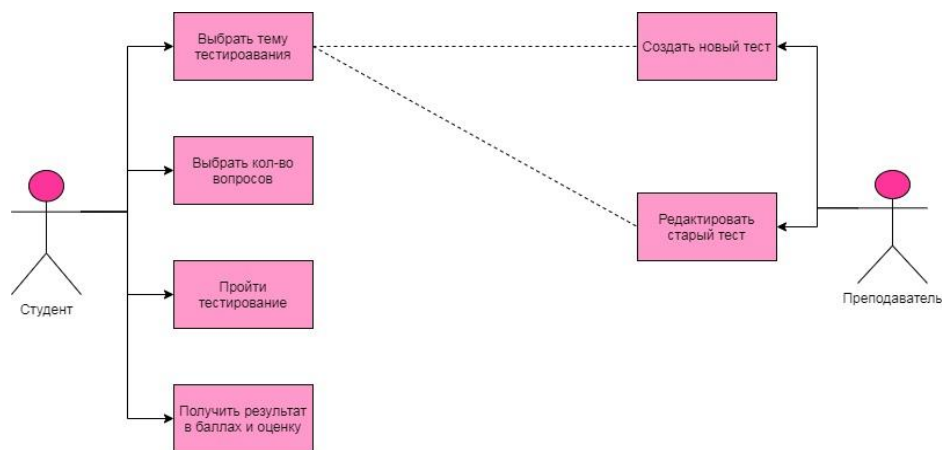 Выбрать тему
тестироавания
Создать новый тест
Выбрать кол-во
вопросов
Редактировать
старый тест
Студент
Преподаватель
Пройти
тестирование
Получить результат
в баллах и оценку